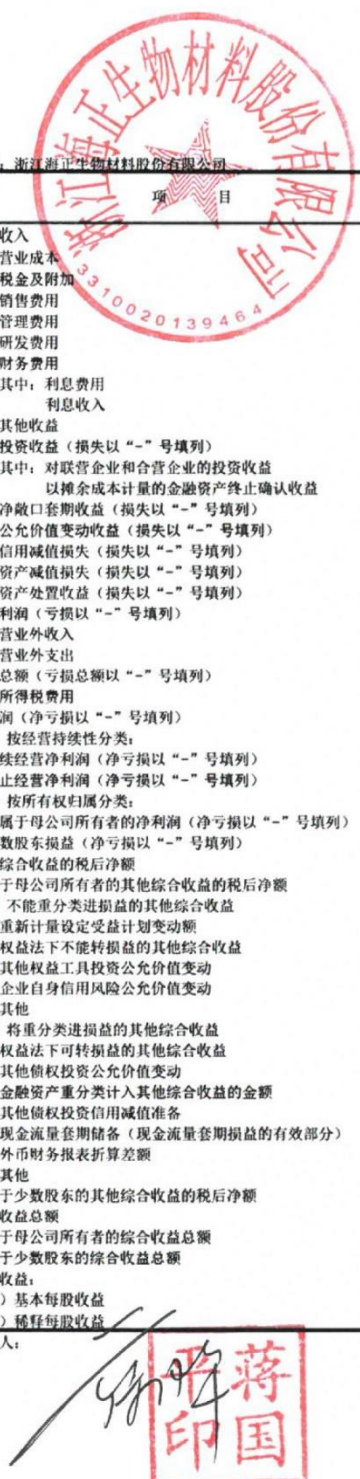 浙江海正生物材料股份有限公司
33100020139464
：浙江海正生物材料股份有限公司
项 目
收入
营业成本
税金及附加
销售费用
管理费用
研发费用
财务费用
其中：利息费用
利息收入
其他收益
投资收益（损失以“-”号填列）
其中：对联营企业和合营企业的投资收益
以摊余成本计量的金融资产终止确认收益
净敞口套期收益（损失以“-”号填列）
公允价值变动收益（损失以“-”号填列）
信用减值损失（损失以“-”号填列）
资产减值损失（损失以“-”号填列）
资产处置收益（损失以“-”号填列）
利润（亏损以“-”号填列）
营业外收入
营业外支出
总额（亏损总额以“-”号填列）
所得税费用
润（净亏损以“-”号填列）
按经营持续性分类：
续经营净利润（净亏损以“-”号填列）
止经营净利润（净亏损以“-”号填列）
按所有权归属分类：
属于母公司所有者的净利润（净亏损以“-”号填列）
数股东损益（净亏损以“-”号填列）
综合收益的税后净额
于母公司所有者的其他综合收益的税后净额
不能重分类进损益的其他综合收益
重新计量设定受益计划变动额
权益法下不能转损益的其他综合收益
其他权益工具投资公允价值变动
企业自身信用风险公允价值变动
其他
将重分类进损益的其他综合收益
权益法下可转损益的其他综合收益
其他债权投资公允价值变动
金融资产重分类计入其他综合收益的金额
其他债权投资信用减值准备
现金流量套期储备（现金流量套期损益的有效部分）
外币财务报表折算差额
其他
于少数股东的其他综合收益的税后净额
收益总额
于母公司所有者的综合收益总额
于少数股东的综合收益总额
收益：
）基本每股收益
）稀释每股收益
人：
蒋国平印